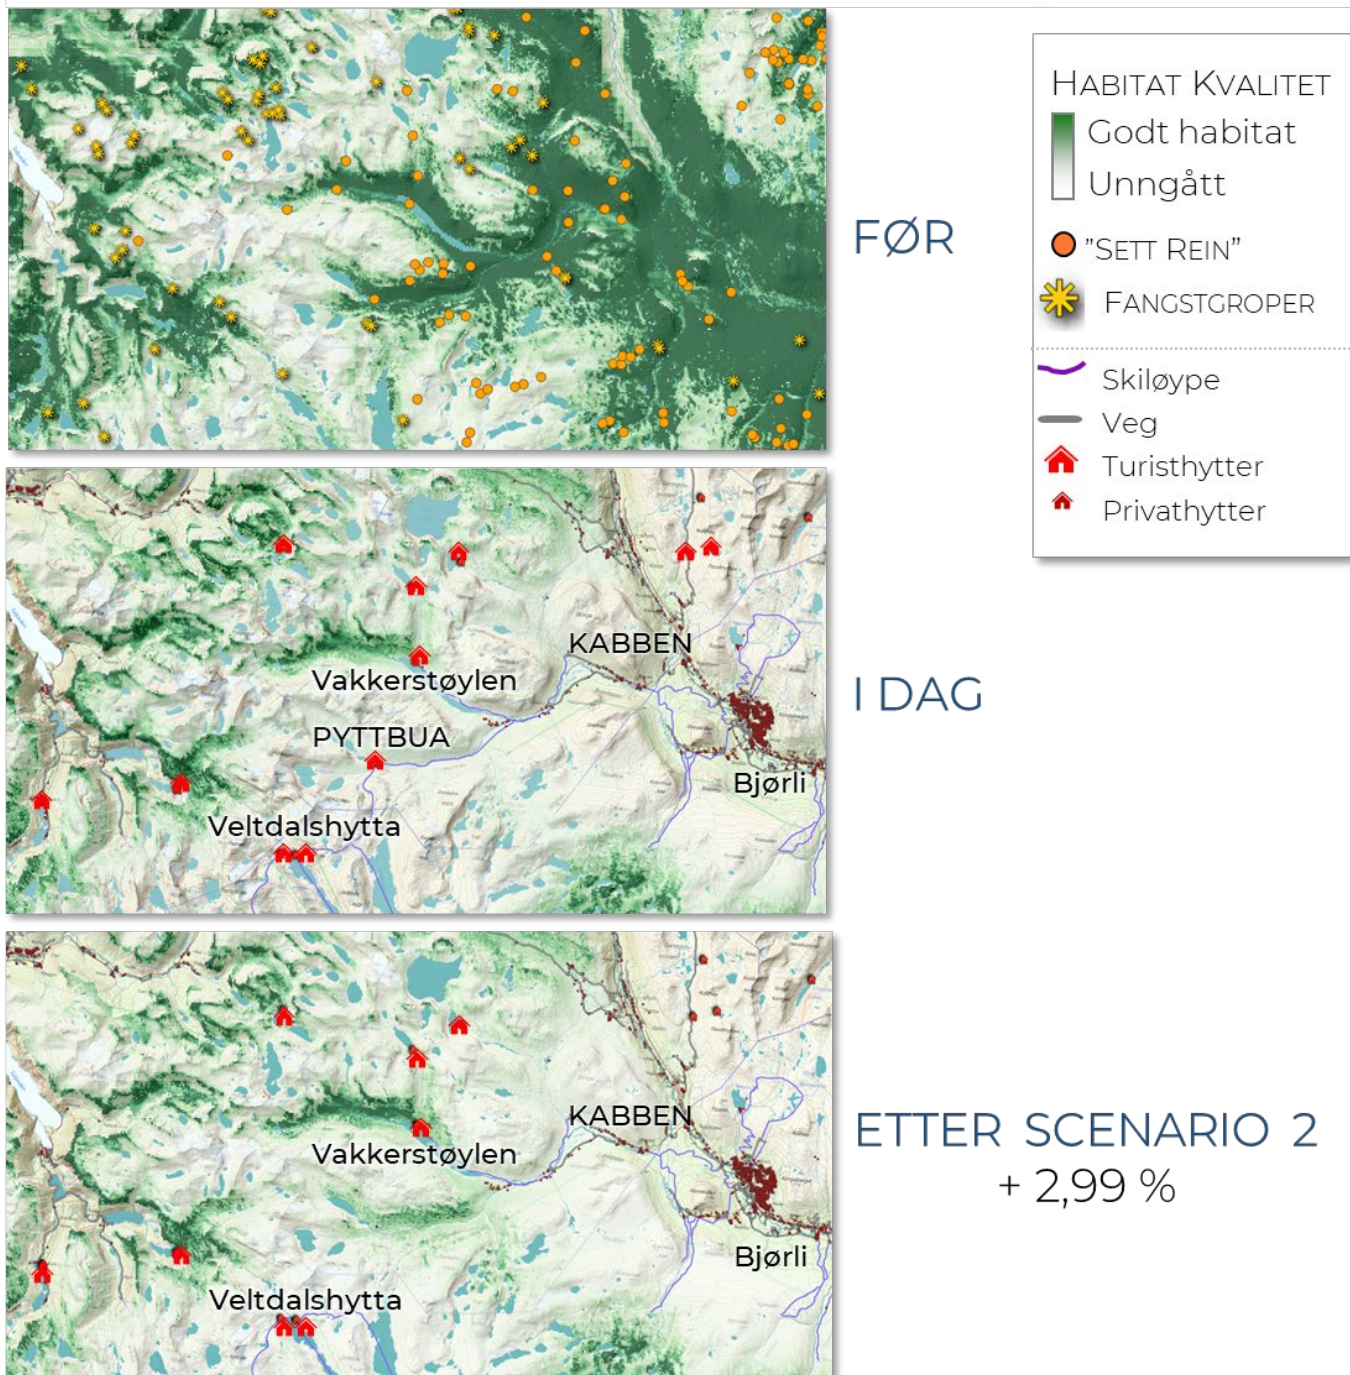 HABITAT KVALITET
Godt habitat
Unngått
"SETT REIN"
FANGSTGROPER
Skiløype
Veg
Turisthytter
Privathytter
FØR
KABBEN
Vakkerstøylen
PYTTBUA
Bjørli
Veltdalshytta
I DAG
KABBEN
Vakkerstøylen
Bjørli
Veltdalshytta
ETTER SCENARIO 2
+ 2,99 %